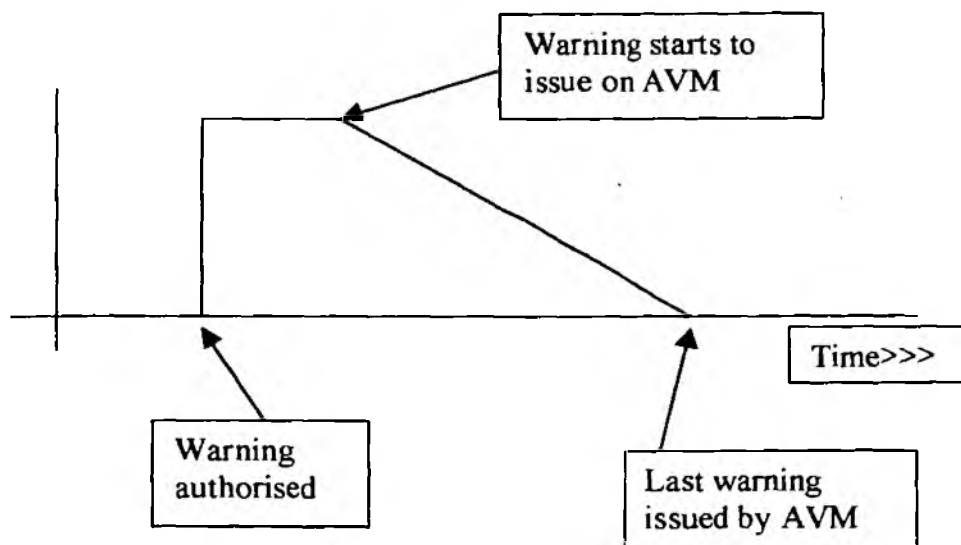 Warning starts to
issue on AVM
Time>>>
Warning
authorised
Last warning
issued by AVM